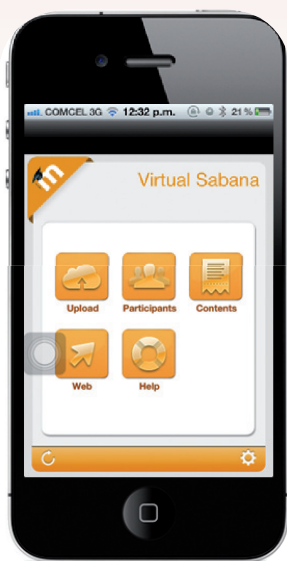 COMCEL 3G 12:32 p.m. 21 %
m Virtual Sabana
Upload Participants Contents
Web Help